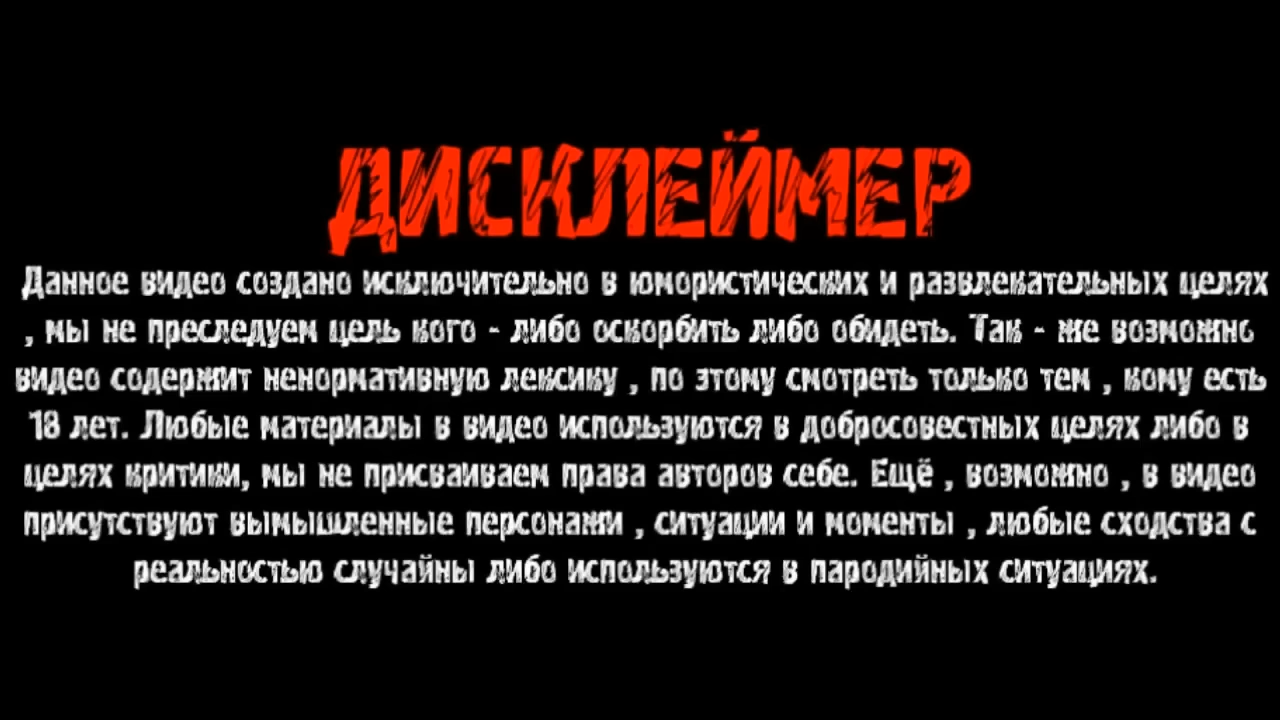 ДИСКЛЕЙМЕР
Данное видео создано исключительно в юмористических и развлекательных целях
, мы не преследуем цель кого - либо оскорбить либо обидеть. Так - же возможно
видео содержит ненормативную лексику , по этому смотреть только тем , кому есть
18 лет. Любые материалы в видео используются в добросовестных целях либо в
целях критики, мы не присваиваем права авторов себе. Ещё , возможно , в видео
присутствуют вымышленные персонажи , ситуации и моменты , любые сходства с
реальностью случайны либо используются в пародийных ситуациях.